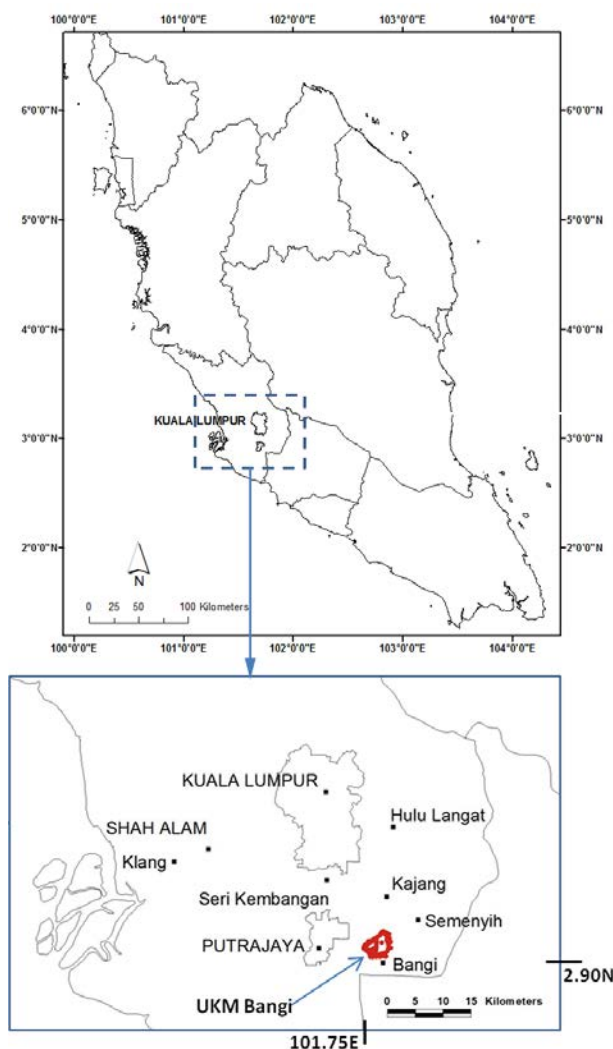 100°0'0"N 101°0'0"N 102°0'0"N 103°0'0"N 104°0'0"N
6°0'0"N 6°0'0"N
5°0'0"N 5°0'0"N
4°0'0"N 4°0'0"N
KUALA LUMPUR
3°0'0"N 3°0'0"N
2°0'0"N 2°0'0"N
N
0 25 50 100 Kilometers
100°0'0"N 101°0'0"N 102°0'0"N 103°0'0"N 104°0'0"N
KUALA LUMPUR
Hulu Langat
SHAH ALAM
Klang
Seri Kembangan
Kajang
Semenyih
PUTRAJAYA
Bangi
2.90N
UKM Bangi
0 5 10 15 Kilometers
101.75E